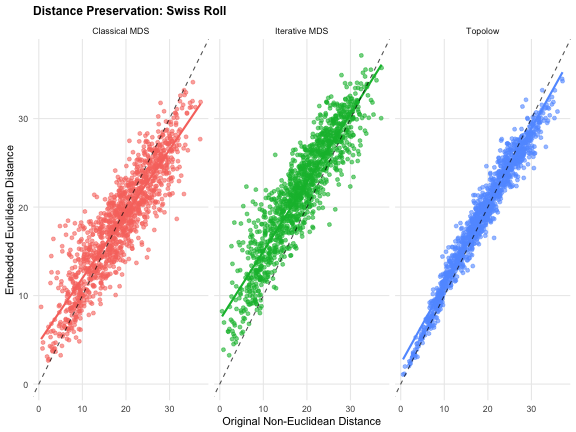 Distance Preservation: Swiss Roll
Classical MDS
Iterative MDS
Topolow
Embedded Euclidean Distance
30
20
10
0
0 10 20 30
0 10 20 30
0 10 20 30
Original Non-Euclidean Distance